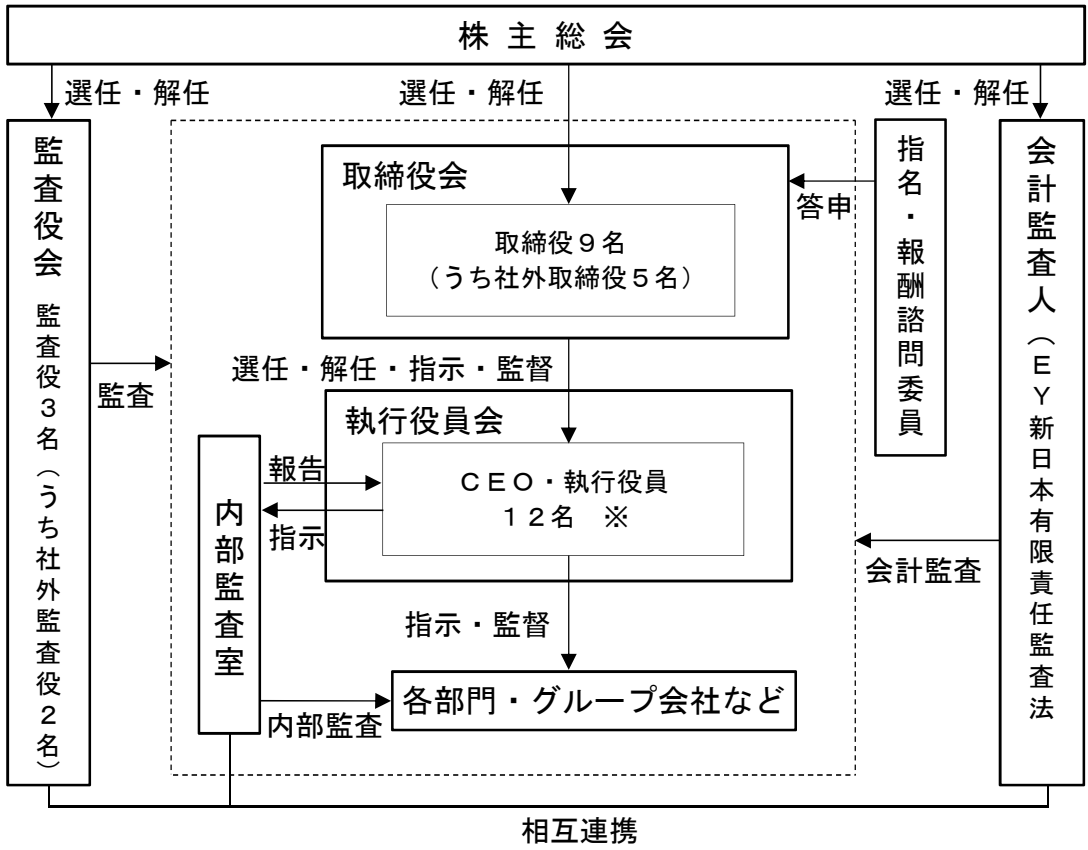 株主総会
選任・解任
選任・解任
選任・解任
監査役会 監査役3名(うち社外監査役2名)
取締役会
取締役9名
(うち社外取締役5名)
答申
指名・報酬諮問委員
会計監査人(EY新日本有限責任監査法
監査
選任・解任・指示・監督
執行役員会
CEO・執行役員
12名 ※
報告
指示
内部監査室
会計監査
指示・監督
各部門・グループ会社など
内部監査
相互連携